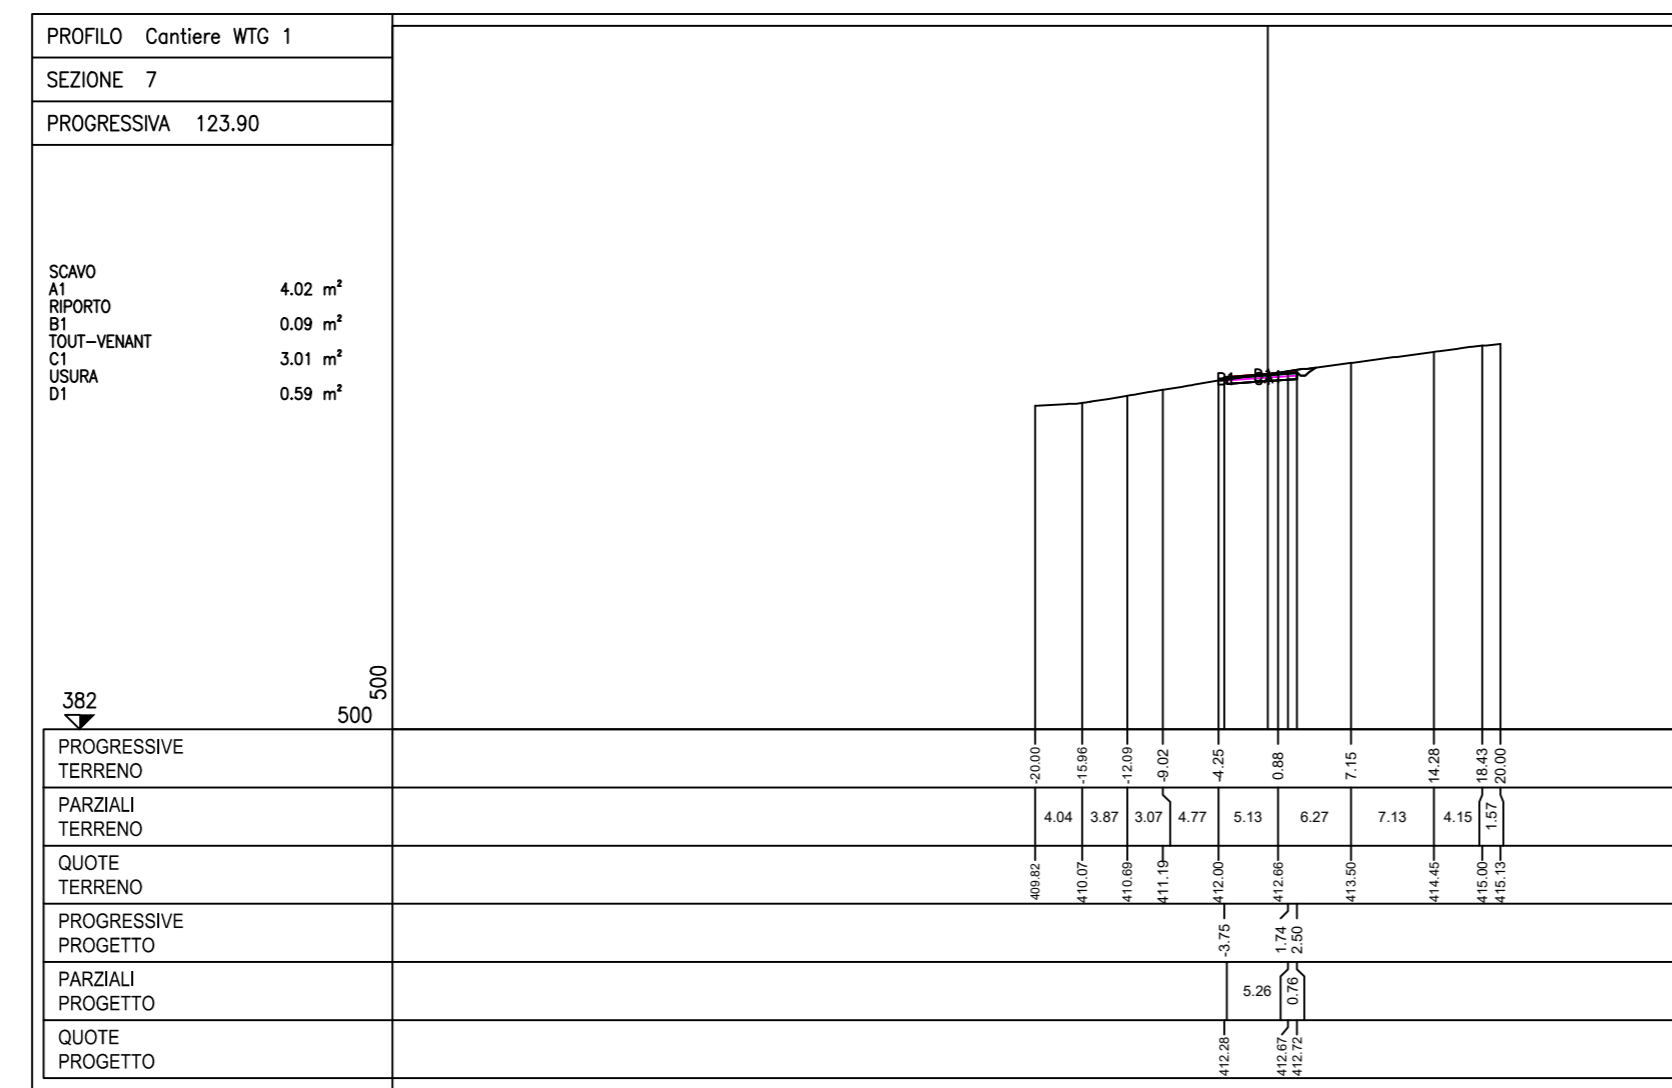 PROFILO Cantiere WTG 1
SEZIONE 7
PROGRESSIVA 123.90
SCAVO
A1 4.02 m²
RIPORTO
B1 0.09 m²
TOUT-VENANT
C1 3.01 m²
USURA
D1 0.59 m²
382
500
500
PROGRESSIVE
TERRENO
-20.00 -15.96 -12.09 -9.02 -4.25 0.88 7.15 14.28 18.43 20.00
PARZIALI
TERRENO
4.04 3.87 3.07 4.77 5.13 6.27 7.13 4.15 1.57
QUOTE
TERRENO
409.82 410.07 410.69 411.19 412.00 412.66 413.50 414.45 415.00 415.13
PROGRESSIVE
PROGETTO
-3.75 1.74 2.50
PARZIALI
PROGETTO
5.26 0.76
QUOTE
PROGETTO
412.28 412.67 412.72